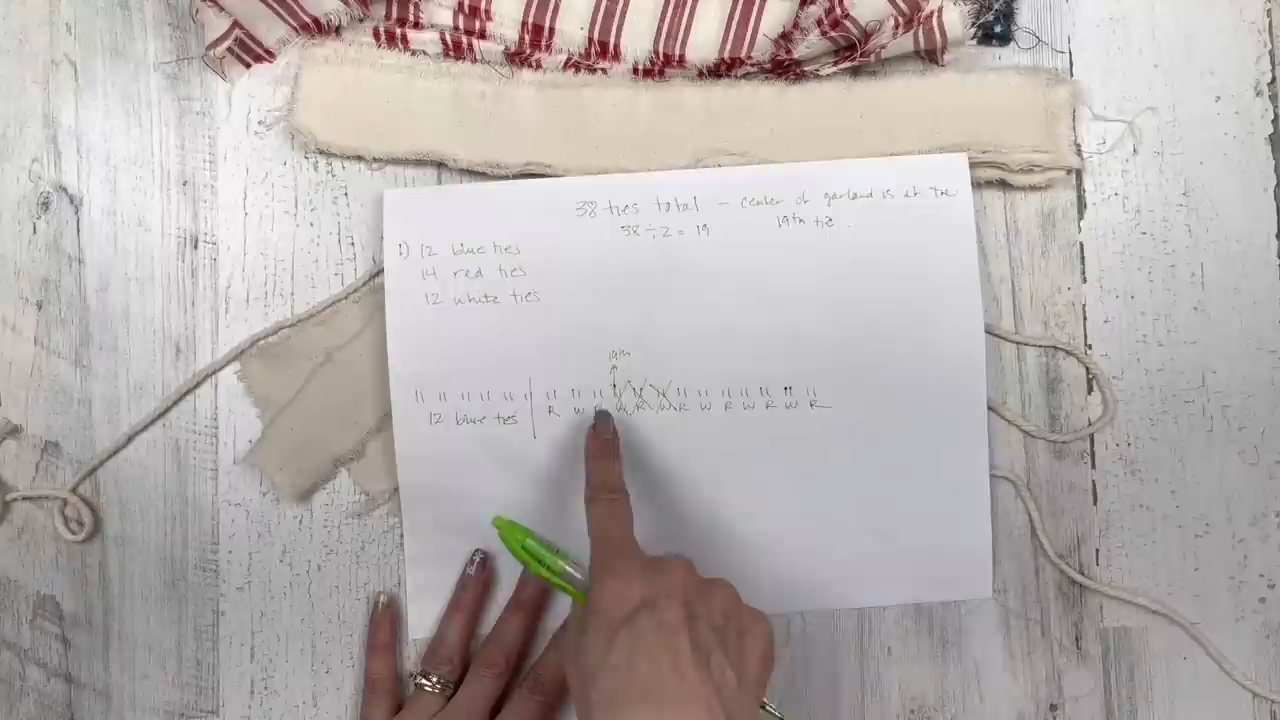 38 ties total - center of garland is at the
38 ÷ 2 = 19 19th tie.
1) 12 blue ties
14 red ties
12 white ties
19th
12 blue ties R W R W R W R W R W R W R